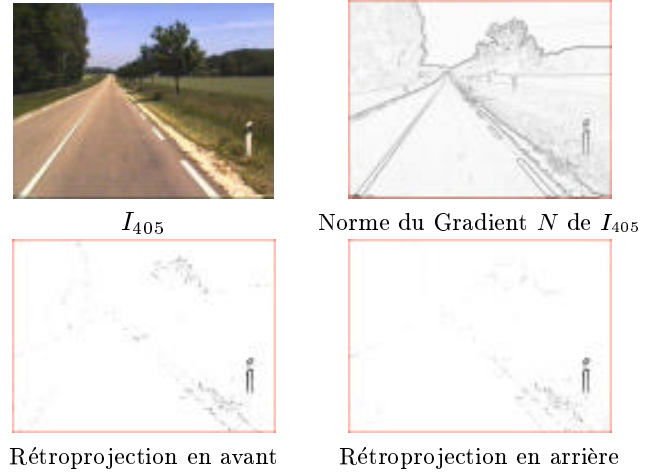 I405
Norme du Gradient N de I405
Rétroprojection en avant
Rétroprojection en arrière